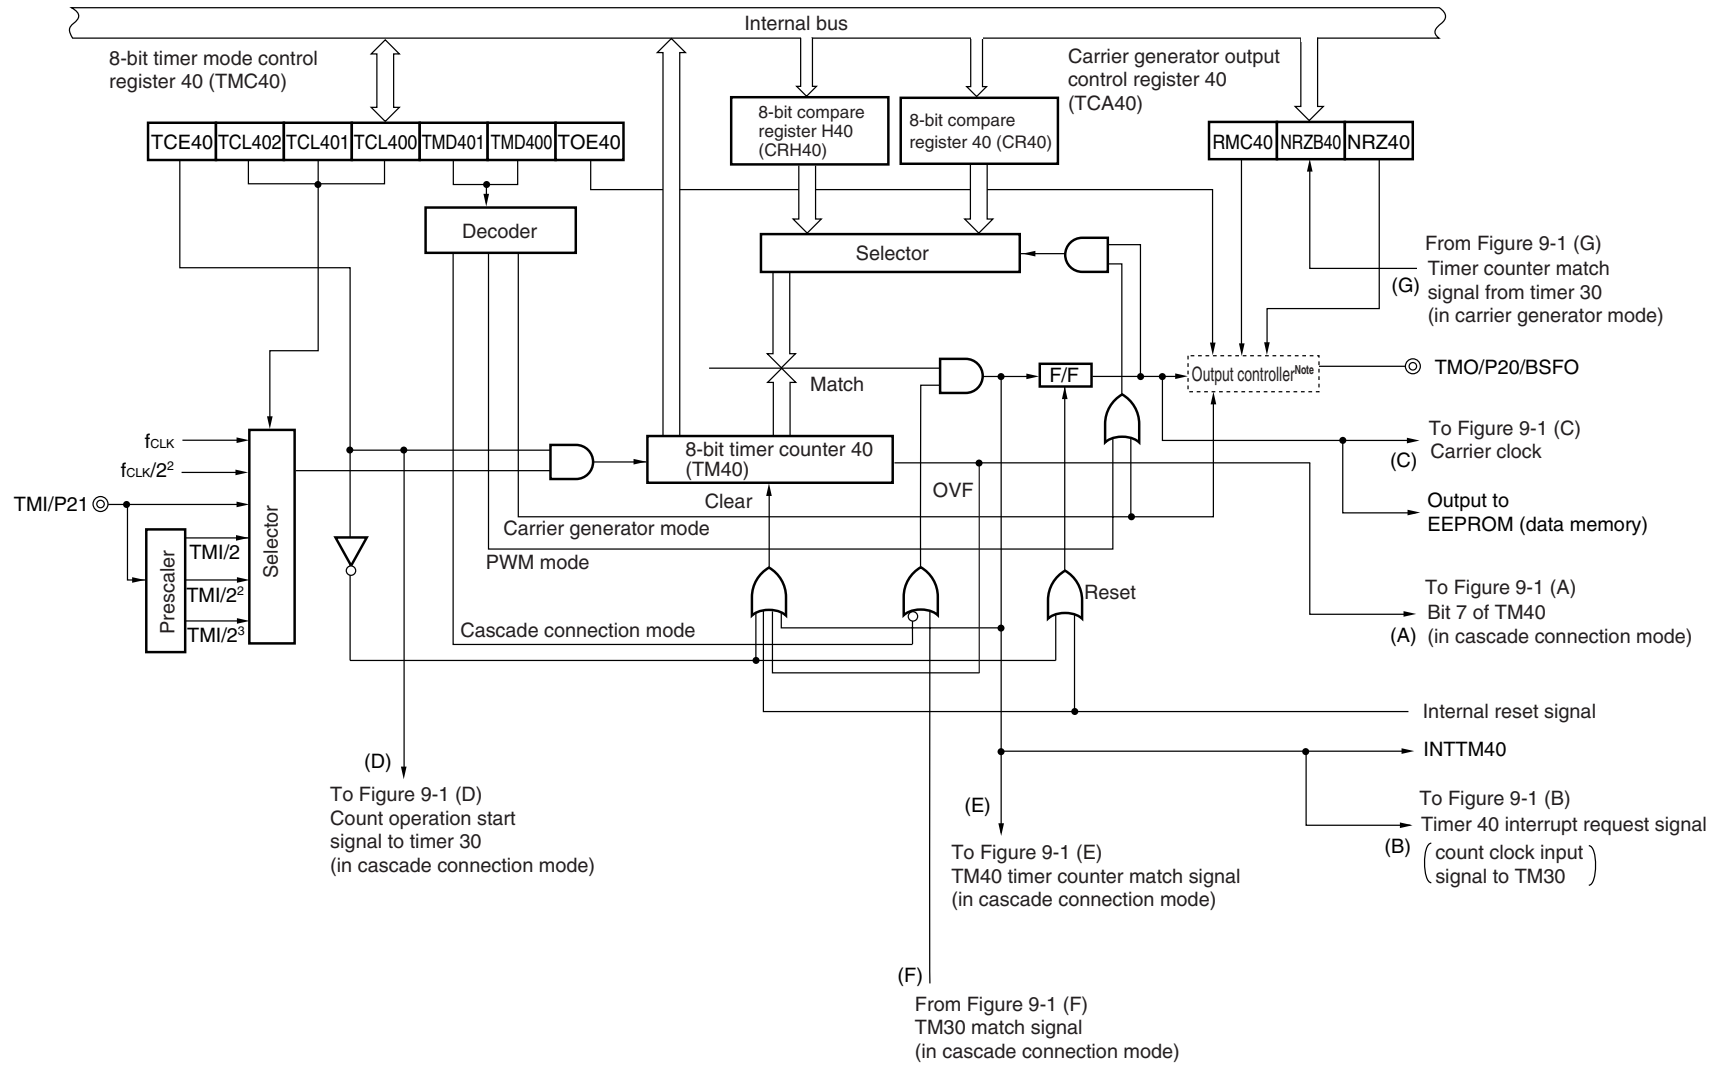 Internal bus
8-bit timer mode control
register 40 (TMC40)
Carrier generator output
control register 40
(TCA40)
8-bit compare
register H40
(CRH40)
8-bit compare
register 40 (CR40)
TCE40 TCL402 TCL401 TCL400 TMD401 TMD400 TOE40
RMC40 NRZB40 NRZ40
Decoder
Selector
From Figure 9-1 (G)
Timer counter match
signal from timer 30
(in carrier generator mode)
(G)
Match
F/F
Output controllerNote
TMO/P20/BSFO
fCLK
fCLK/2²
TMI/P21
TMI/2
TMI/2²
TMI/2³
Prescaler
Selector
8-bit timer counter 40
(TM40)
Clear
OVF
To Figure 9-1 (C)
Carrier clock
(C)
Output to
EEPROM (data memory)
Carrier generator mode
PWM mode
Cascade connection mode
Reset
To Figure 9-1 (A)
Bit 7 of TM40
(in cascade connection mode)
(A)
Internal reset signal
INTTM40
(D)
To Figure 9-1 (D)
Count operation start
signal to timer 30
(in cascade connection mode)
(E)
To Figure 9-1 (E)
TM40 timer counter match signal
(in cascade connection mode)
To Figure 9-1 (B)
Timer 40 interrupt request signal
(B)
(count clock input
signal to TM30)
(F)
From Figure 9-1 (F)
TM30 match signal
(in cascade connection mode)